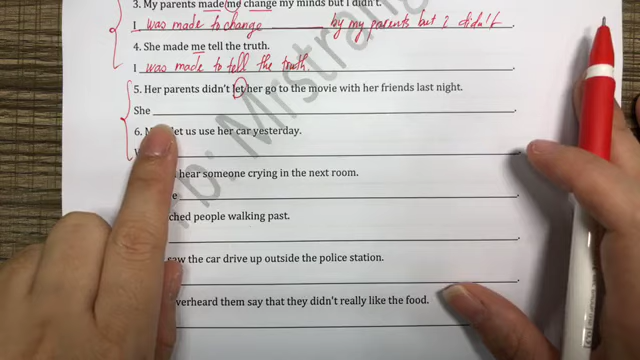 3. My parents made me change my minds but I didn't.
I was made to change by my parents but I didn't.
4. She made me tell the truth.
I was made to tell the truth
5. Her parents didn't let her go to the movie with her friends last night.
She
6. let us use her car yesterday.
hear someone crying in the next room.
people walking past.
saw the car drive up outside the police station.
overheard them say that they didn't really like the food.